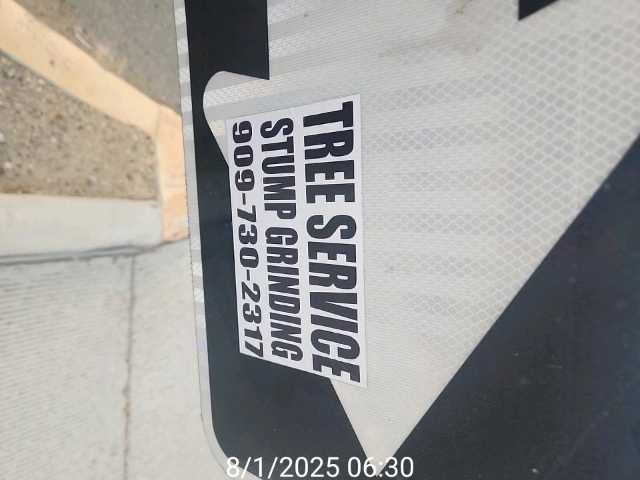 TREE SERVICE
STUMP GRINDING
909-730-2317
8/1/2025 06:30